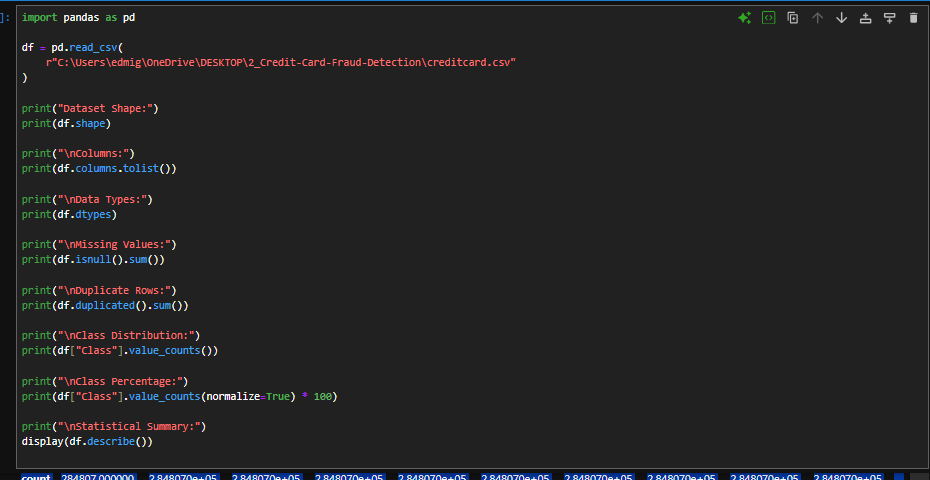 ]:
import pandas as pd
df = pd.read_csv(
    r"C:\Users\edmig\OneDrive\DESKTOP\2_Credit-Card-Fraud-Detection\creditcard.csv"
)
print("Dataset Shape:")
print(df.shape)
print("\nColumns:")
print(df.columns.tolist())
print("\nData Types:")
print(df.dtypes)
print("\nMissing Values:")
print(df.isnull().sum())
print("\nDuplicate Rows:")
print(df.duplicated().sum())
print("\nClass Distribution:")
print(df["Class"].value_counts())
print("\nClass Percentage:")
print(df["Class"].value_counts(normalize=True) * 100)
print("\nStatistical Summary:")
display(df.describe())
count 284807.000000 2.848070e+05 2.848070e+05 2.848070e+05 2.848070e+05 2.848070e+05 2.848070e+05 2.848070e+05 2.848070e+05 2.848070e+05